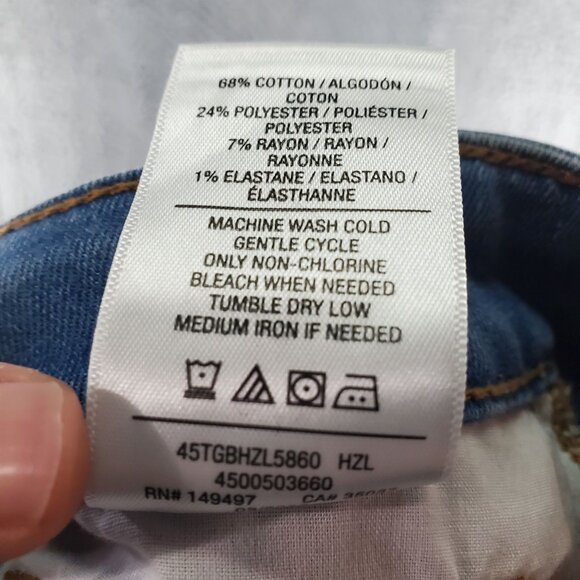 68% COTTON / ALGODÓN /
COTON
24% POLYESTER / POLIÉSTER /
POLYESTER
7% RAYON / RAYON /
RAYONNE
1% ELASTANE / ELASTANO /
ÉLASTHANNE
MACHINE WASH COLD
GENTLE CYCLE
ONLY NON-CHLORINE
BLEACH WHEN NEEDED
TUMBLE DRY LOW
MEDIUM IRON IF NEEDED
45TGBHZL5860 HZL
4500503660
RN# 149497 CA#